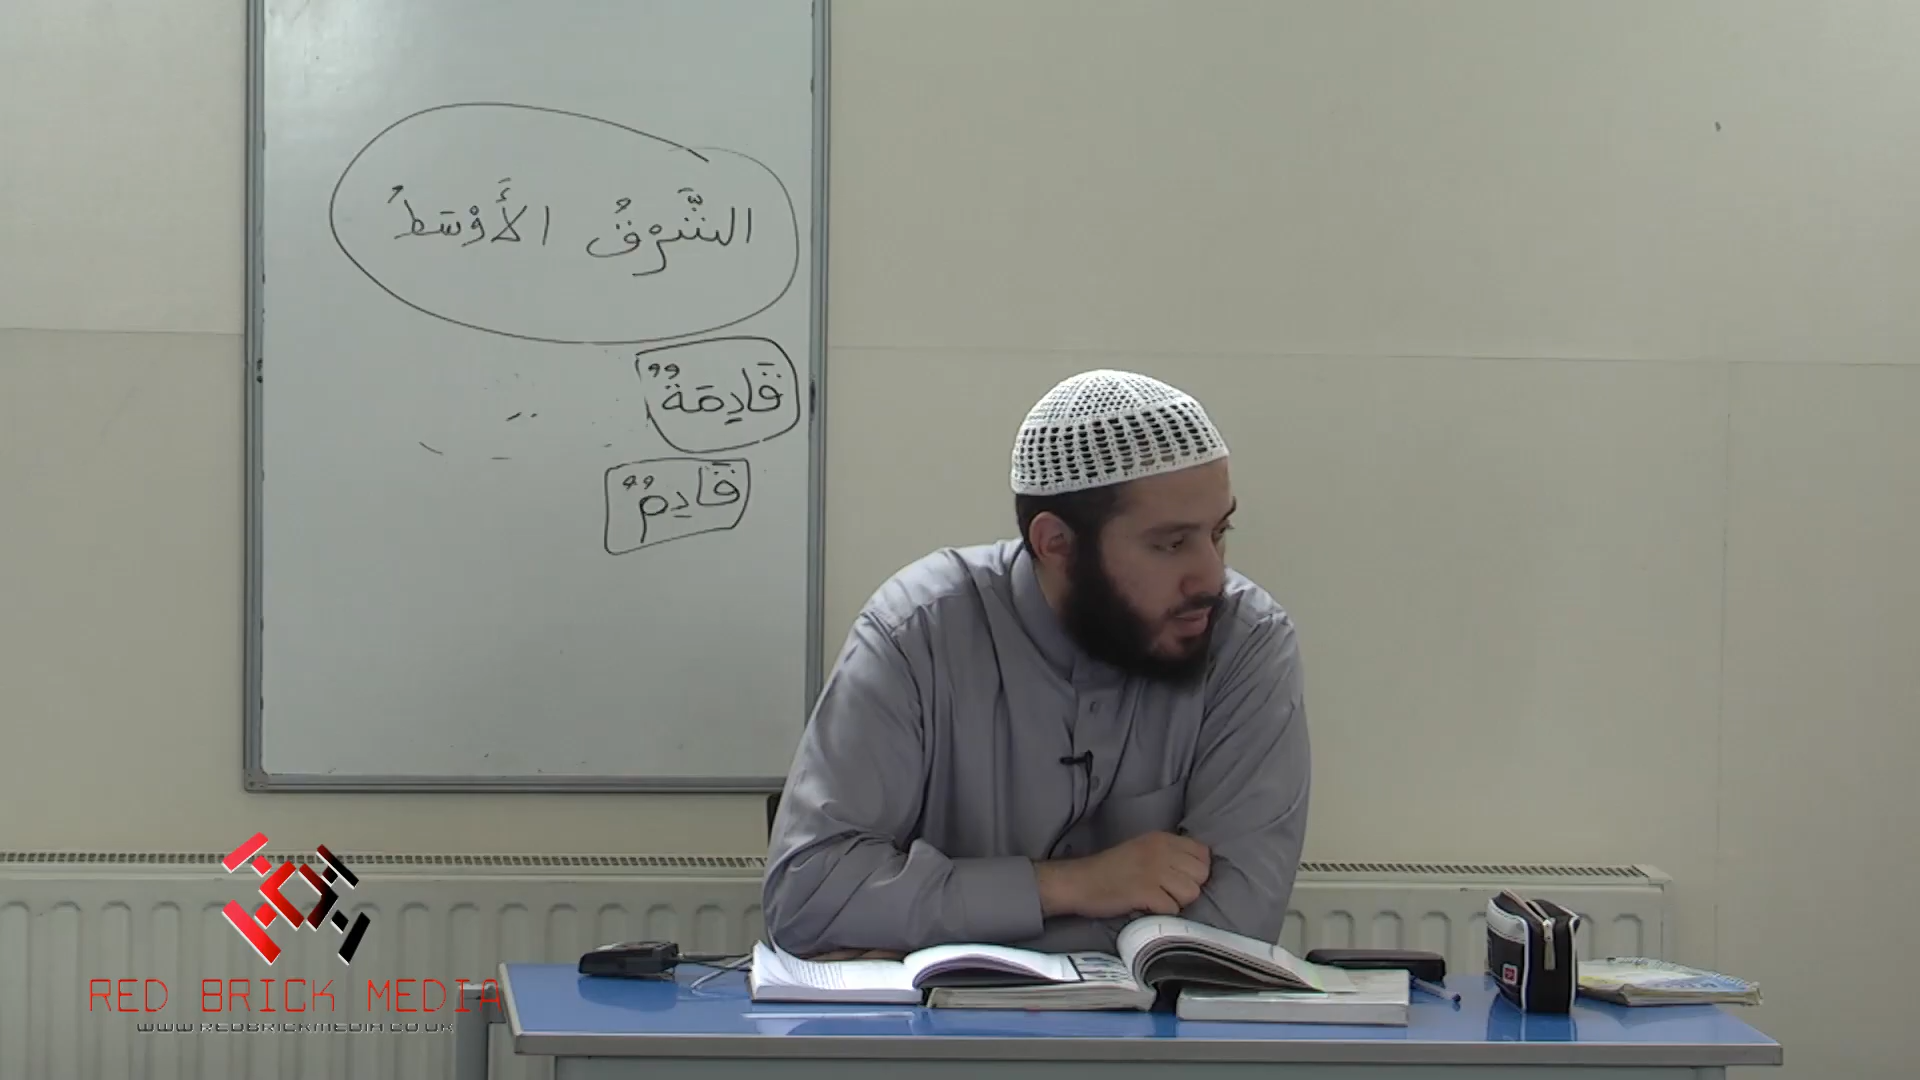 الشَّرْقُ الأَوْسَطُ
قَادِمَةٌ
قَادِمٌ
RED BRICK MEDIA
WWW.REDBRICKMEDIA.CO.UK